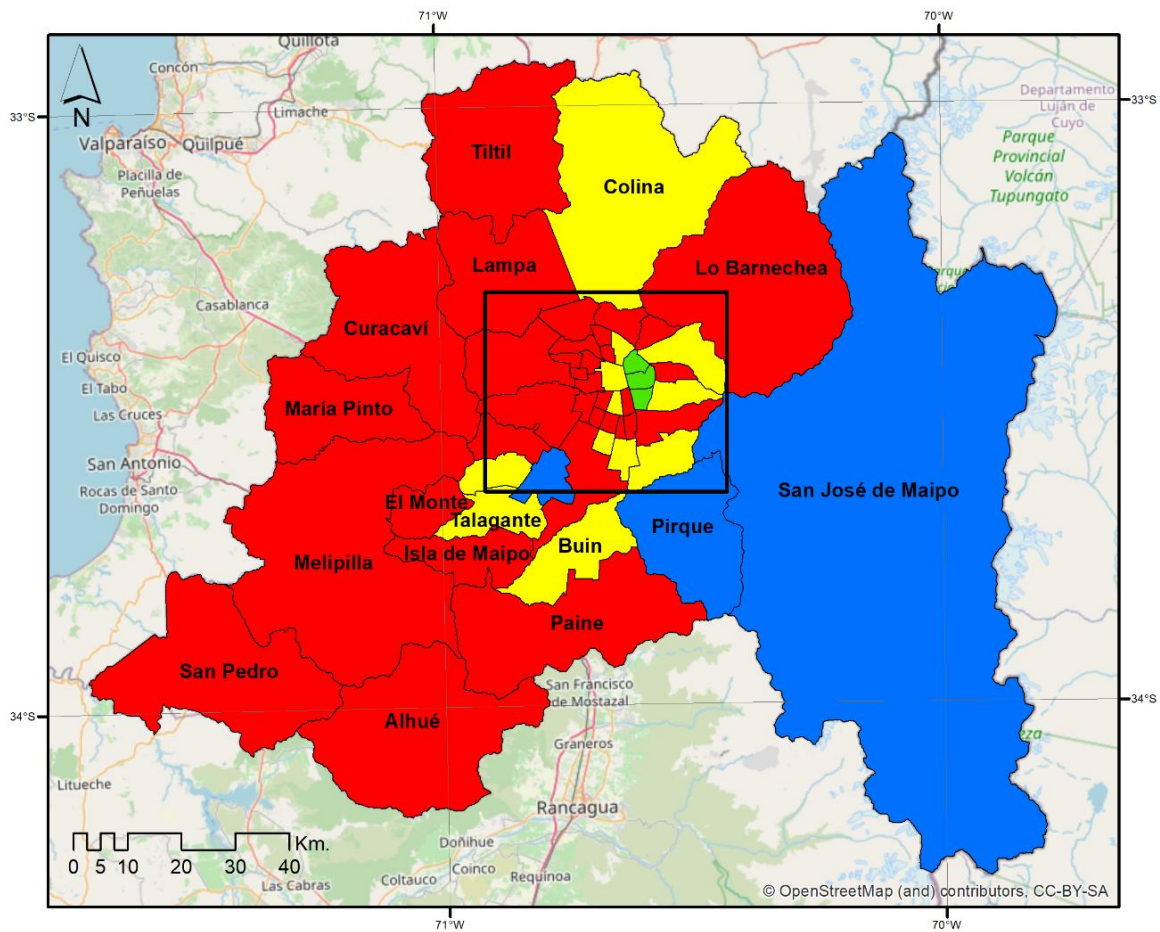 71°W
70°W
Quillota
Concón
N
Limache
Departamento
Luján de
Cuyo
33°S
33°S
Valparaíso
Quilpué
Tiltil
Parque
Provincial
Volcán
Tupungato
Placilla de
Peñuelas
Colina
Lampa
Lo Barnechea
Casablanca
Curacaví
El Quisco
El Tabo
María Pinto
Las Cruces
San Antonio
Rocas de Santo
Domingo
San José de Maipo
El Monte
Talagante
Pirque
Buin
Isla de Maipo
Melipilla
Paine
San Pedro
San Francisco
de Mostazal
34°S
34°S
Alhué
Graneros
Litueche
Rancagua
Km.
0 5 10 20 30 40
Doñihue
Coinco
Coltauco
Requínoa
Las Cabras
© OpenStreetMap (and) contributors, CC-BY-SA
71°W
70°W